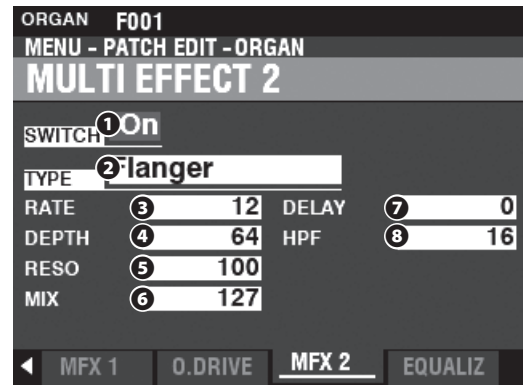 ORGAN F001
MENU - PATCH EDIT - ORGAN
MULTI EFFECT 2
SWITCH 1 On
TYPE 2 Flanger
RATE 3 12 DELAY 7 0
DEPTH 4 64 HPF 8 16
RESO 5 100
MIX 6 127
MFX 1 O.DRIVE MFX 2 EQUALIZ